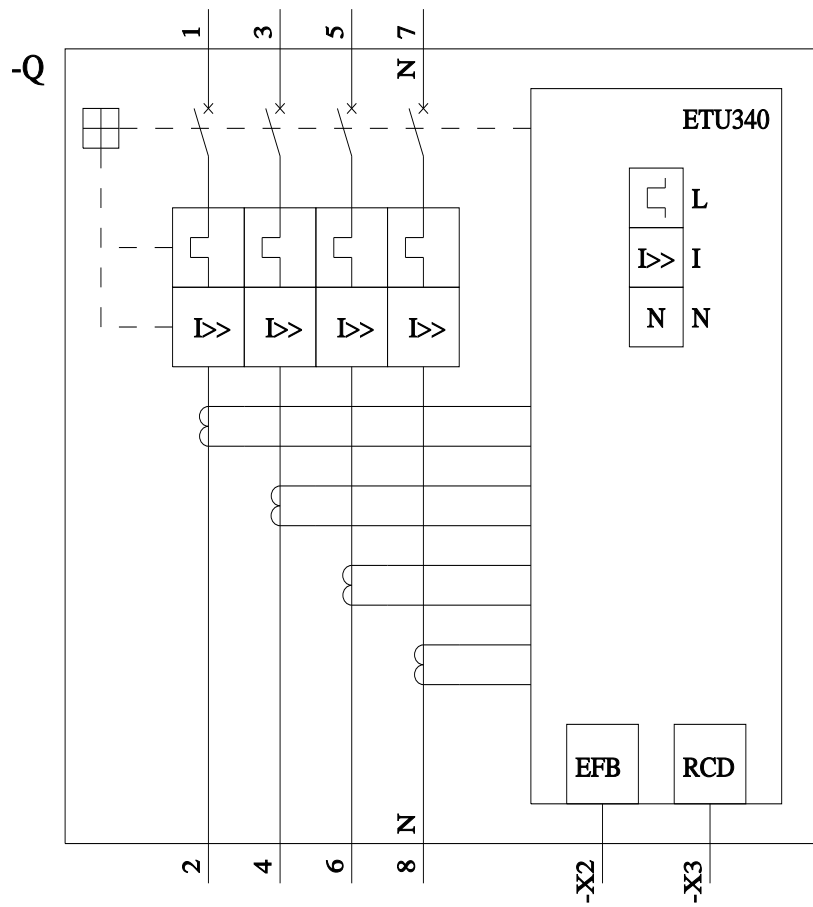 1 3 5 7
-Q
N
ETU340
L
I>> I
N N
I>> I>> I>> I>>
EFB RCD
N
2 4 6 8
-X2 -X3